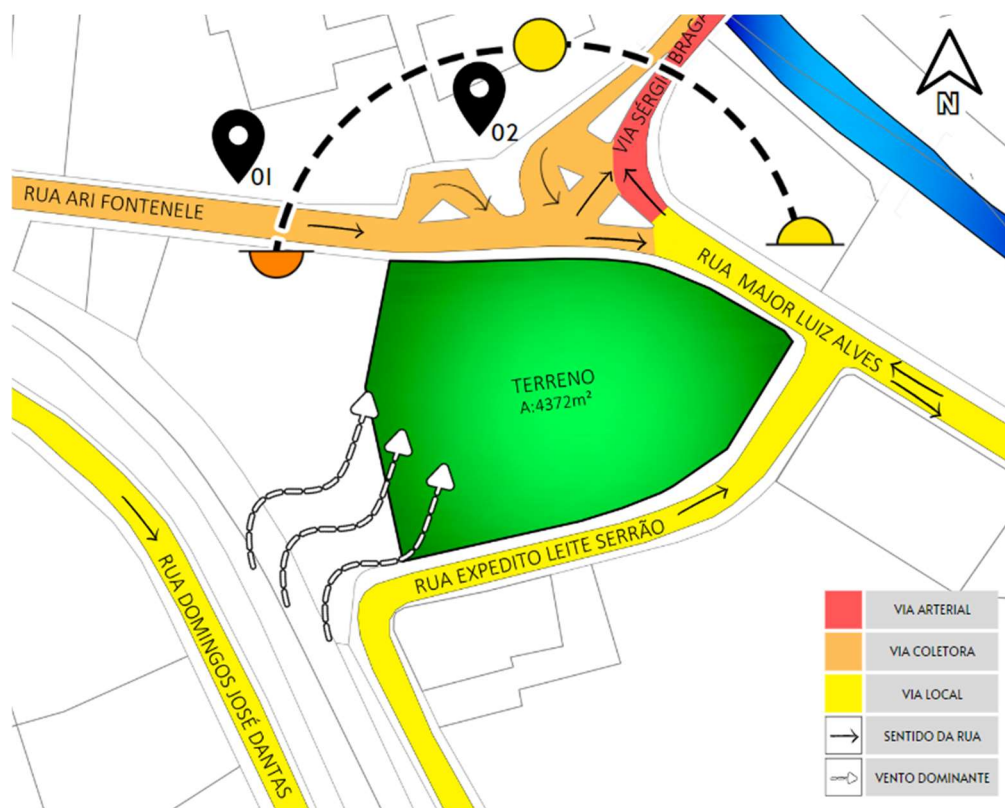 BRAGA
VIA SÉRGI
N
02
01
RUA ARI FONTENELE
RUA MAJOR LUIZ ALVES
TERRENO
A:4372m²
RUA EXPEDITO LEITE SERRÃO
RUA DOMINGOS JOSÉ DANTAS
VIA ARTERIAL
VIA COLETORA
VIA LOCAL
SENTIDO DA RUA
VENTO DOMINANTE